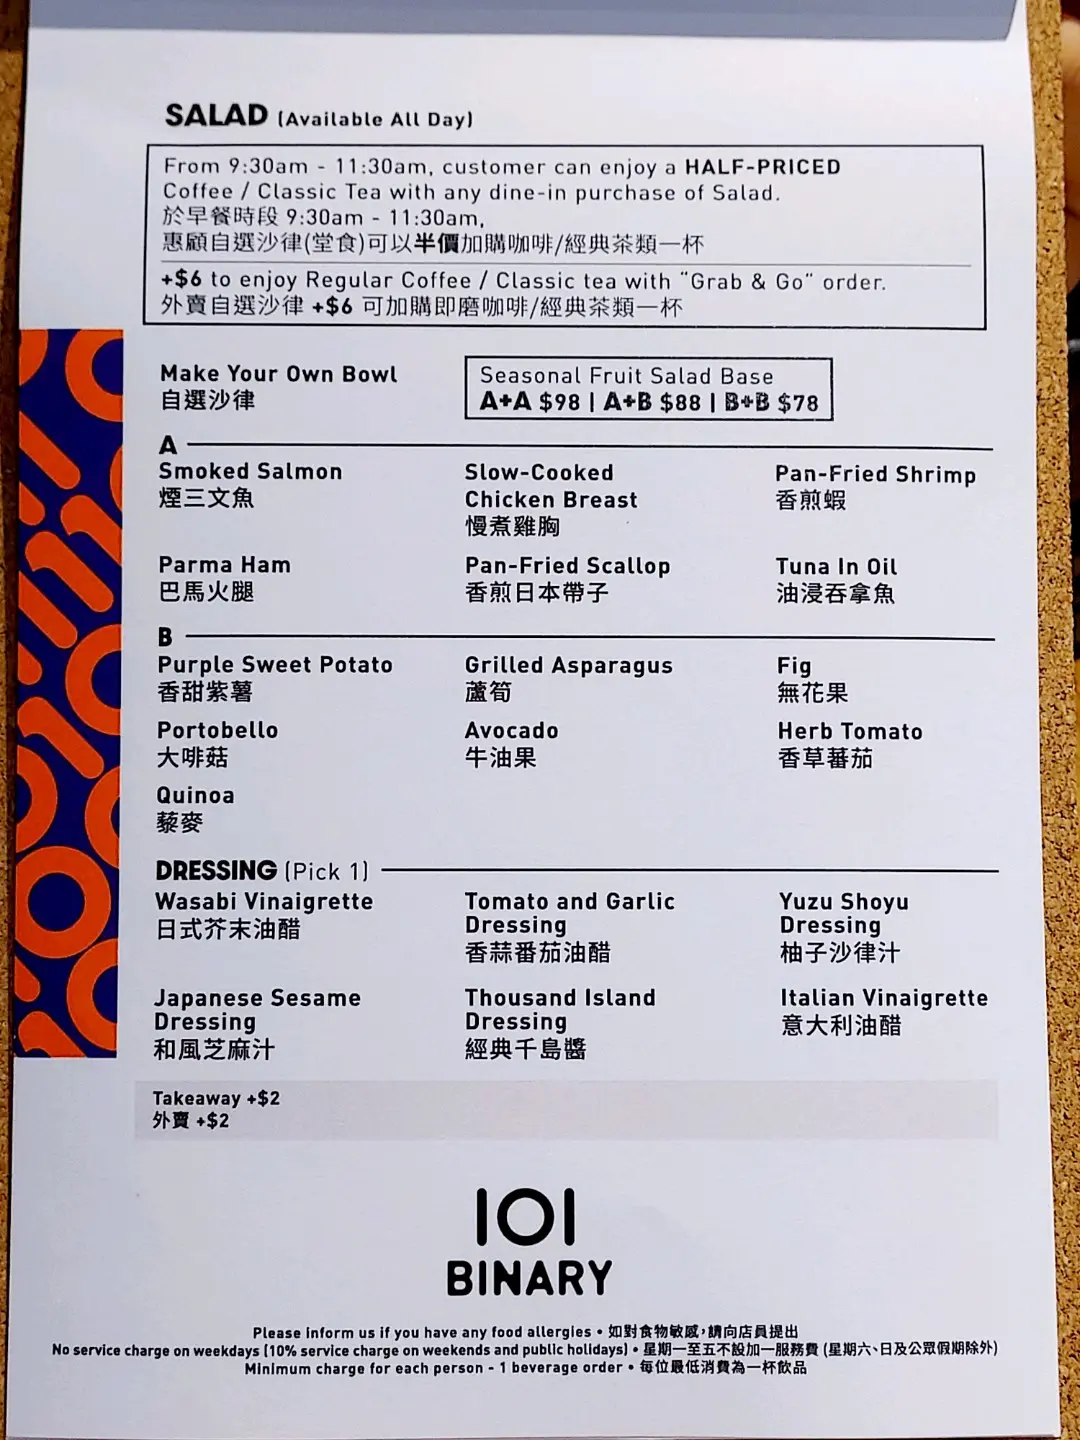 SALAD (Available All Day)
From 9:30am - 11:30am, customer can enjoy a HALF-PRICED
Coffee / Classic Tea with any dine-in purchase of Salad.
於早餐時段 9:30am - 11:30am,
惠顧自選沙律(堂食)可以半價加購咖啡/經典茶類一杯
+$6 to enjoy Regular Coffee / Classic tea with "Grab & Go" order.
外賣自選沙律 +$6 可加購即磨咖啡/經典茶類一杯
Make Your Own Bowl
自選沙律
Seasonal Fruit Salad Base
A+A $98 | A+B $88 | B+B $78
A
Smoked Salmon
煙三文魚
Slow-Cooked
Chicken Breast
慢煮雞胸
Pan-Fried Shrimp
香煎蝦
Parma Ham
巴馬火腿
Pan-Fried Scallop
香煎日本帶子
Tuna In Oil
油浸吞拿魚
B
Purple Sweet Potato
香甜紫薯
Grilled Asparagus
蘆筍
Fig
無花果
Portobello
大啡菇
Avocado
牛油果
Herb Tomato
香草蕃茄
Quinoa
藜麥
DRESSING (Pick 1)
Wasabi Vinaigrette
日式芥末油醋
Tomato and Garlic
Dressing
香蒜番茄油醋
Yuzu Shoyu
Dressing
柚子沙律汁
Japanese Sesame
Dressing
和風芝麻汁
Thousand Island
Dressing
經典千島醬
Italian Vinaigrette
意大利油醋
Takeaway +$2
外賣 +$2
101
BINARY
Please inform us if you have any food allergies • 如對食物敏感，請向店員提出
No service charge on weekdays (10% service charge on weekends and public holidays) • 星期一至五不設加一服務費 (星期六、日及公眾假期除外)
Minimum charge for each person - 1 beverage order • 每位最低消費為一杯飲品